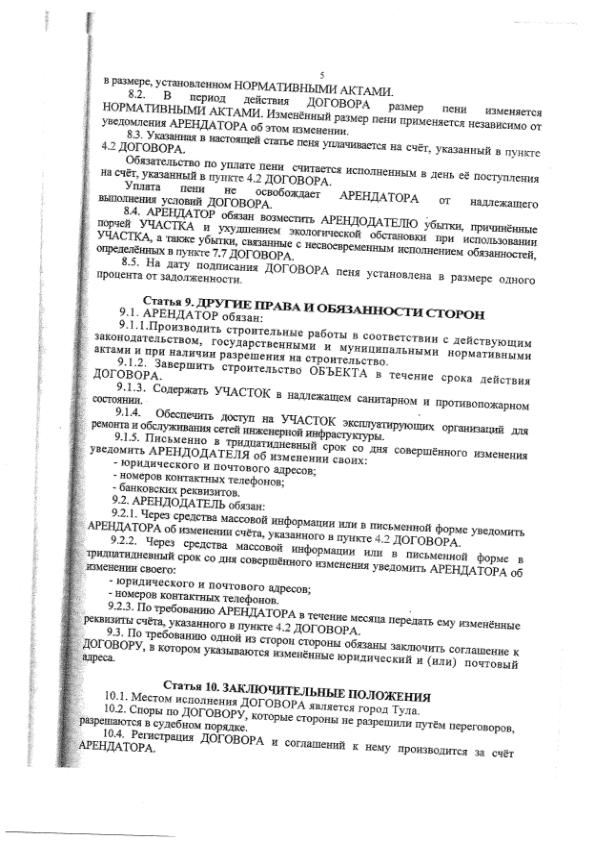 5
в размере, установленном НОРМАТИВНЫМИ АКТАМИ.
8.2. В период действия ДОГОВОРА размер пени изменяется
НОРМАТИВНЫМИ АКТАМИ. Изменённый размер пени применяется независимо от
уведомления АРЕНДАТОРА об этом изменении.
8.3. Указанная в настоящей статье пеня уплачивается на счёт, указанный в пункте
4.2 ДОГОВОРА.
Обязательство по уплате пени считается исполненным в день её поступления
на счёт, указанный в пункте 4.2 ДОГОВОРА.
Уплата пени не освобождает АРЕНДАТОРА от надлежащего
выполнения условий ДОГОВОРА.
8.4. АРЕНДАТОР обязан возместить АРЕНДОДАТЕЛЮ убытки, причинённые
порчей УЧАСТКА и ухудшением экологической обстановки при использовании
УЧАСТКА, а также убытки, связанные с несвоевременным исполнением обязанностей,
определённых в пункте 7.7 ДОГОВОРА.
8.5. На дату подписания ДОГОВОРА пеня установлена в размере одного
процента от задолженности.
Статья 9. ДРУГИЕ ПРАВА И ОБЯЗАННОСТИ СТОРОН
9.1. АРЕНДАТОР обязан:
9.1.1.Производить строительные работы в соответствии с действующим
законодательством, государственными и муниципальными нормативными
актами и при наличии разрешения на строительство.
9.1.2. Завершить строительство ОБЪЕКТА в течение срока действия
ДОГОВОРА.
9.1.3. Содержать УЧАСТОК в надлежащем санитарном и противопожарном
состоянии.
9.1.4. Обеспечить доступ на УЧАСТОК эксплуатирующих организаций для
ремонта и обслуживания сетей инженерной инфрастуктуры.
9.1.5. Письменно в тридцатидневный срок со дня совершённого изменения
уведомить АРЕНДОДАТЕЛЯ об изменении своих:
- юридического и почтового адресов;
- номеров контактных телефонов;
- банковских реквизитов.
9.2. АРЕНДОДАТЕЛЬ обязан:
9.2.1. Через средства массовой информации или в письменной форме уведомить
АРЕНДАТОРА об изменении счёта, указанного в пункте 4.2 ДОГОВОРА.
9.2.2. Через средства массовой информации или в письменной форме в
тридцатидневный срок со дня совершённого изменения уведомить АРЕНДАТОРА об
изменении своего:
- юридического и почтового адресов;
- номеров контактных телефонов.
9.2.3. По требованию АРЕНДАТОРА в течение месяца передать ему изменённые
реквизиты счёта, указанного в пункте 4.2 ДОГОВОРА.
9.3. По требованию одной из сторон стороны обязаны заключить соглашение к
ДОГОВОРУ, в котором указываются изменённые юридический и (или) почтовый
адреса.
Статья 10. ЗАКЛЮЧИТЕЛЬНЫЕ ПОЛОЖЕНИЯ
10.1. Местом исполнения ДОГОВОРА является город Тула.
10.2. Споры по ДОГОВОРУ, которые стороны не разрешили путём переговоров,
разрешаются в судебном порядке.
10.4. Регистрация ДОГОВОРА и соглашений к нему производится за счёт
АРЕНДАТОРА.